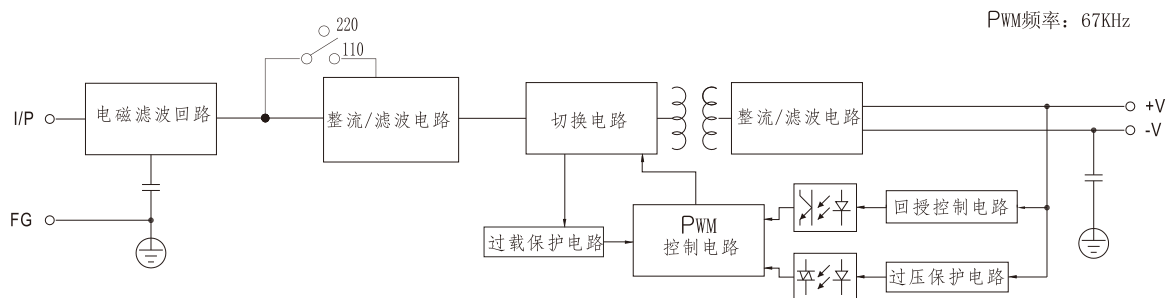 PWM频率：67KHz
220
110
I/P
电磁滤波回路
整流/滤波电路
切换电路
整流/滤波电路
+V
-V
FG
过载保护电路
PWM
控制电路
回授控制电路
过压保护电路